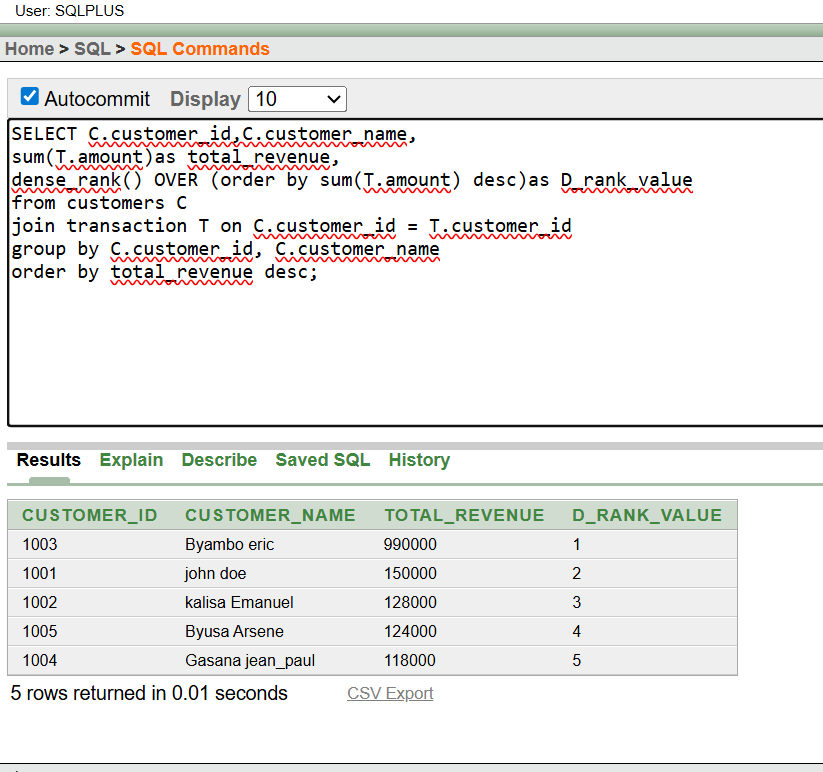 User: SQLPLUS
Home > SQL > SQL Commands
Autocommit Display 10
SELECT C.customer_id,C.customer_name,
sum(T.amount)as total_revenue,
dense_rank() OVER (order by sum(T.amount) desc)as D_rank_value
from customers C
join transaction T on C.customer_id = T.customer_id
group by C.customer_id, C.customer_name
order by total_revenue desc;
Results Explain Describe Saved SQL History
CUSTOMER_ID CUSTOMER_NAME TOTAL_REVENUE D_RANK_VALUE
1003 Byambo eric 990000 1
1001 john doe 150000 2
1002 kalisa Emanuel 128000 3
1005 Byusa Arsene 124000 4
1004 Gasana jean_paul 118000 5
5 rows returned in 0.01 seconds CSV Export